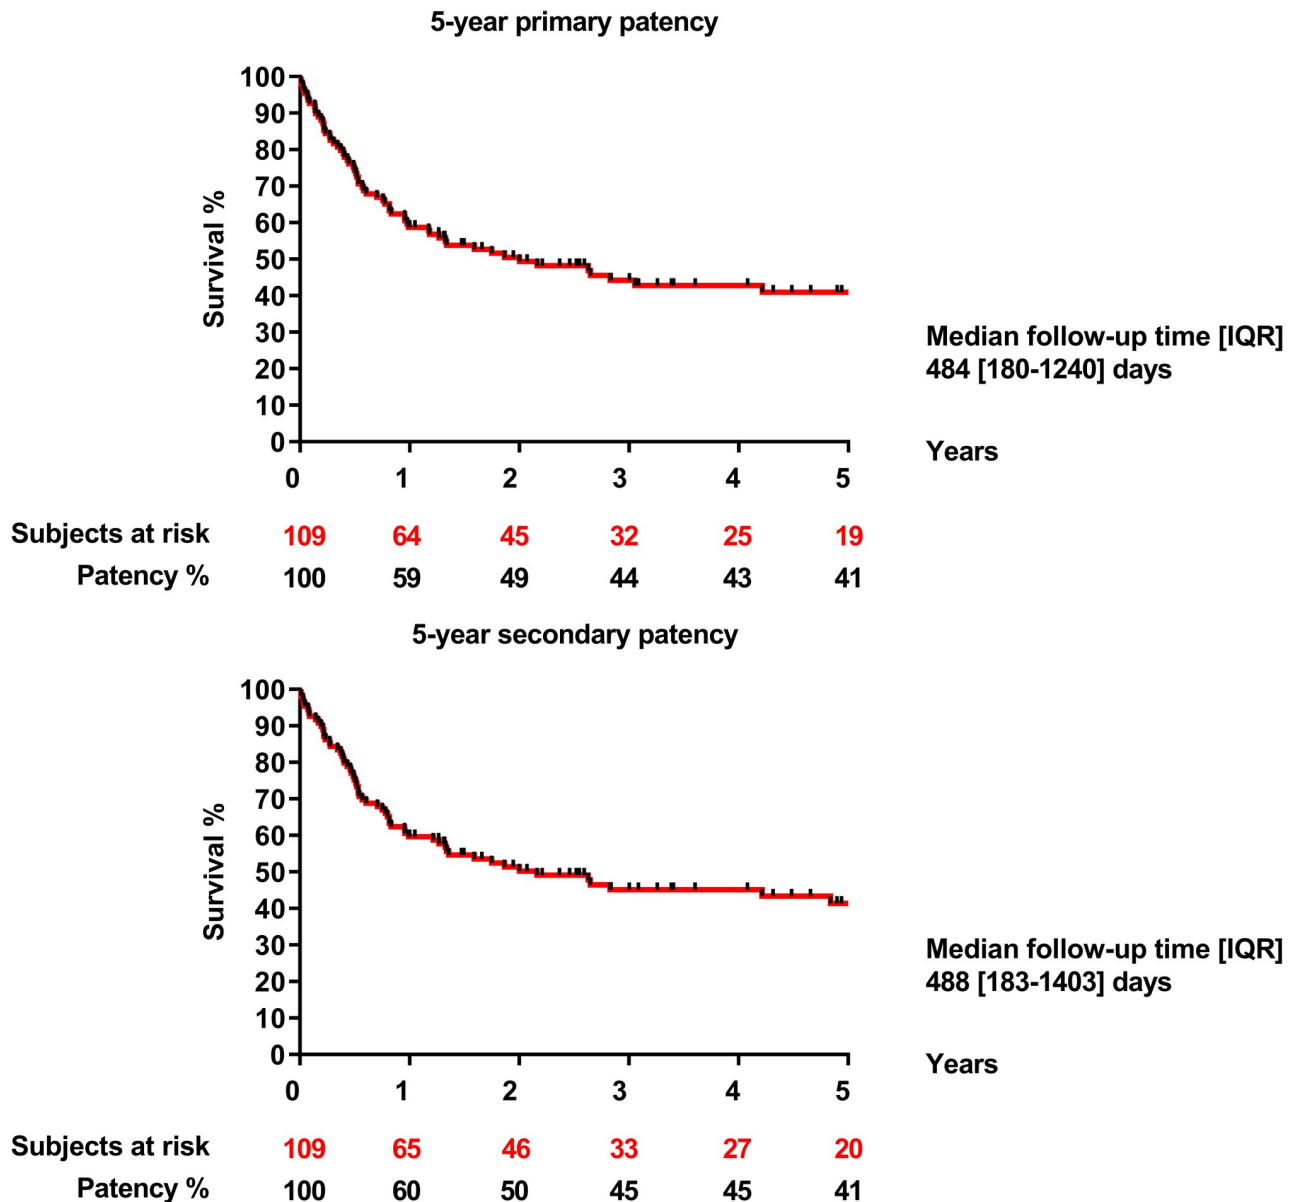 5-year primary patency
Survival %
100
90
80
70
60
50
40
30
20
10
0
0 1 2 3 4 5
Years
Median follow-up time [IQR]
484 [180-1240] days
Subjects at risk 109 64 45 32 25 19
Patency % 100 59 49 44 43 41
5-year secondary patency
Survival %
100
90
80
70
60
50
40
30
20
10
0
0 1 2 3 4 5
Years
Median follow-up time [IQR]
488 [183-1403] days
Subjects at risk 109 65 46 33 27 20
Patency % 100 60 50 45 45 41